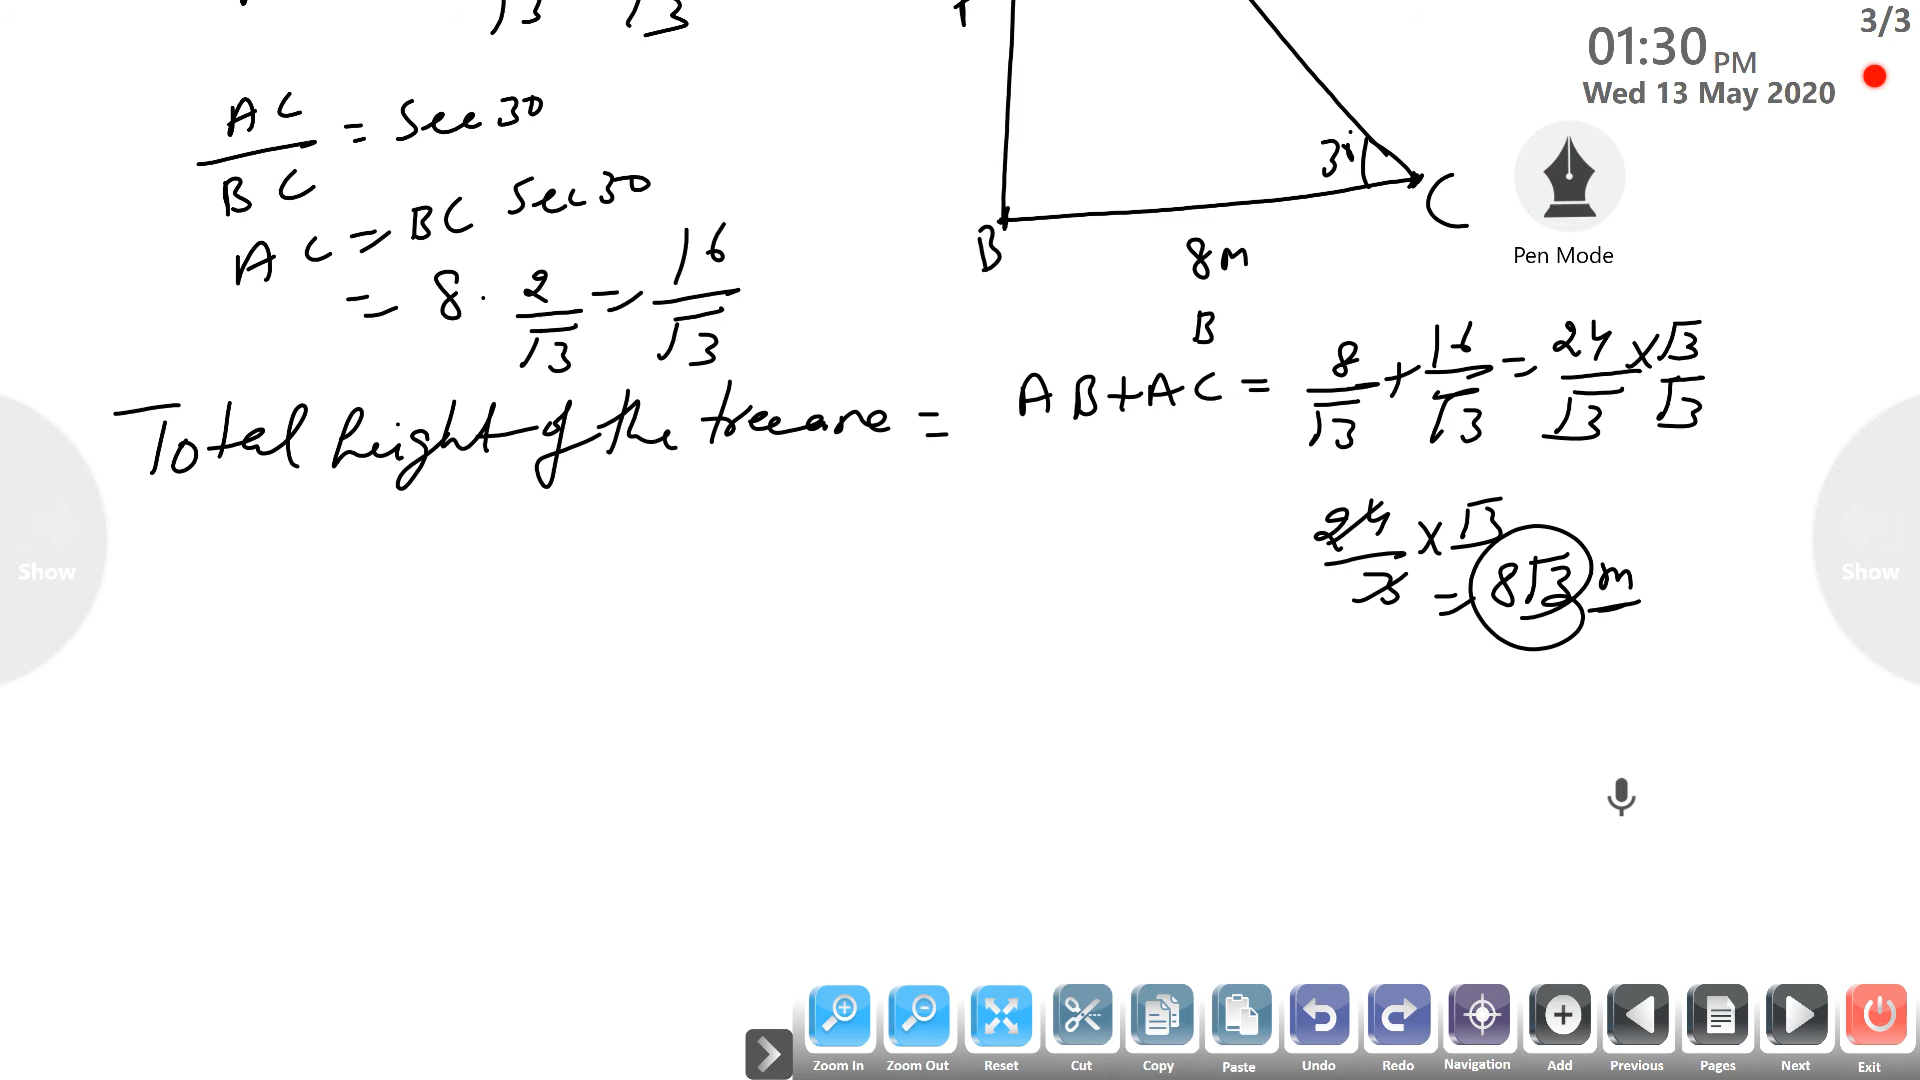 3/3
01:30 PM
Wed 13 May 2020
√3 √3
AC/BC = Sec 30
AC = BC Sec 30
= 8 · 2/√3 = 16/√3
30
B
C
8m
B
Pen Mode
Total height of the tree are = AB+AC = 8/√3 + 16/√3 = 24/√3 × √3/√3
24/3 × √3
= 8√3 m
Show
Show
Zoom In Zoom Out Reset Cut Copy Paste Undo Redo Navigation Add Previous Pages Next Exit